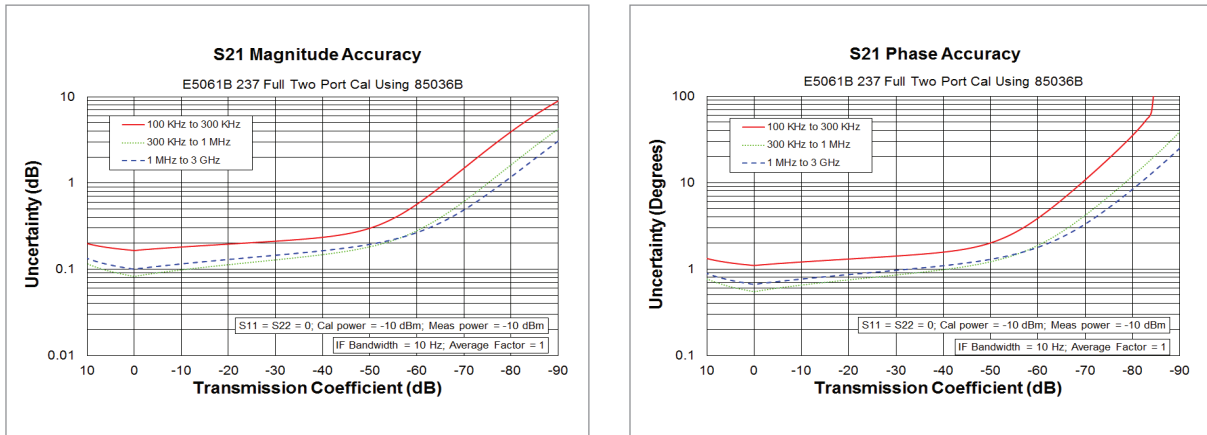 S21 Magnitude Accuracy
E5061B 237 Full Two Port Cal Using 85036B
Uncertainty (dB)
10
1
0.1
0.01
100 KHz to 300 KHz
300 KHz to 1 MHz
1 MHz to 3 GHz
S11 = S22 = 0; Cal power = -10 dBm; Meas power = -10 dBm
IF Bandwidth = 10 Hz; Average Factor = 1
10 0 -10 -20 -30 -40 -50 -60 -70 -80 -90
Transmission Coefficient (dB)
S21 Phase Accuracy
E5061B 237 Full Two Port Cal Using 85036B
Uncertainty (Degrees)
100
10
1
0.1
100 KHz to 300 KHz
300 KHz to 1 MHz
1 MHz to 3 GHz
S11 = S22 = 0; Cal power = -10 dBm; Meas power = -10 dBm
IF Bandwidth = 10 Hz; Average Factor = 1
10 0 -10 -20 -30 -40 -50 -60 -70 -80 -90
Transmission Coefficient (dB)